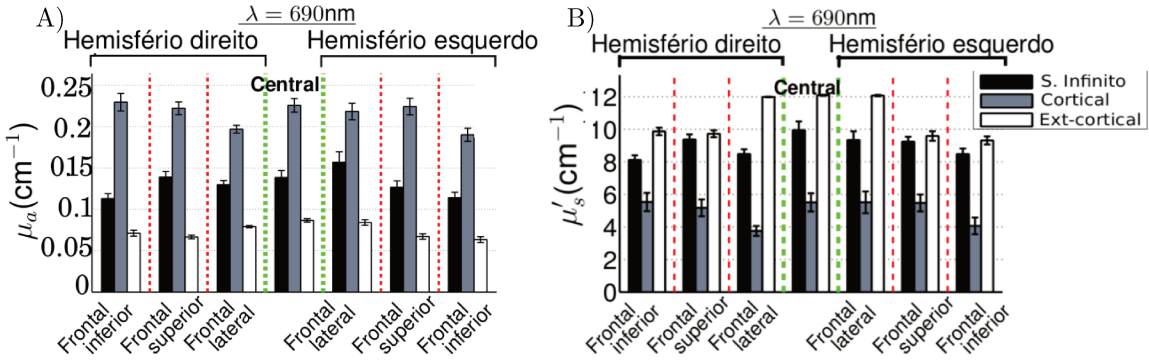 A)
λ = 690nm
Hemisfério direito
Hemisfério esquerdo
Central
0.25
0.2
0.15
0.1
0.05
0
μa(cm−1)
Frontal inferior
Frontal superior
Frontal lateral
Frontal lateral
Frontal superior
Frontal inferior
B)
λ = 690nm
Hemisfério direito
Hemisfério esquerdo
Central
S. Infinito
Cortical
Ext-cortical
12
10
8
6
4
2
0
μ′s(cm−1)
Frontal inferior
Frontal superior
Frontal lateral
Frontal lateral
Frontal superior
Frontal inferior